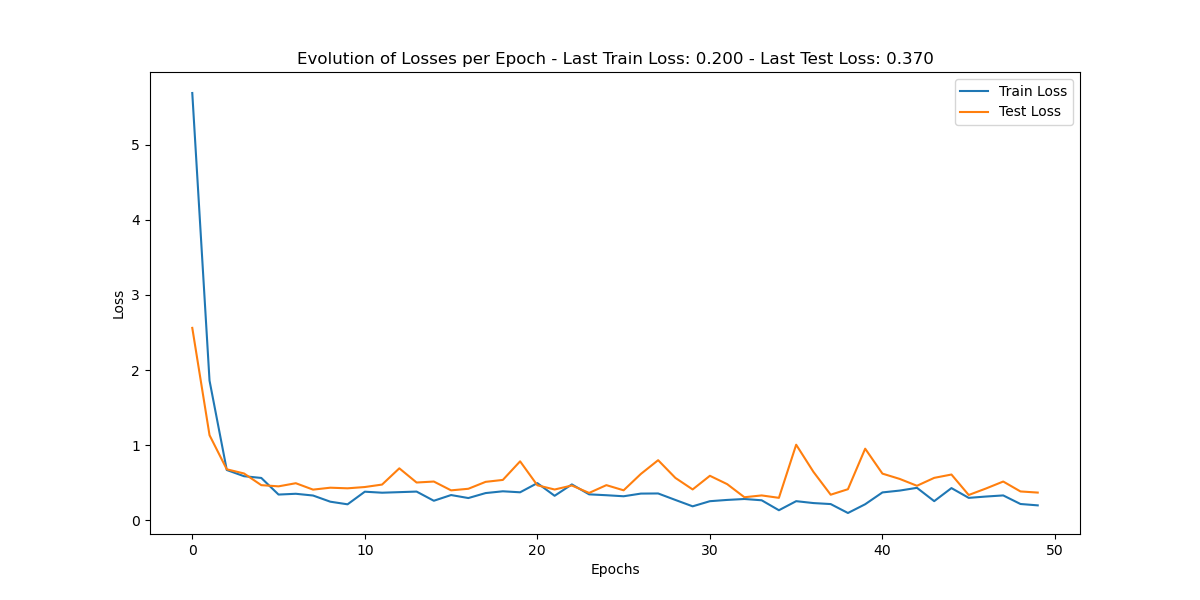 Evolution of Losses per Epoch - Last Train Loss: 0.200 - Last Test Loss: 0.370
Train Loss
Test Loss
5
4
3
2
1
0
Loss
0 10 20 30 40 50
Epochs